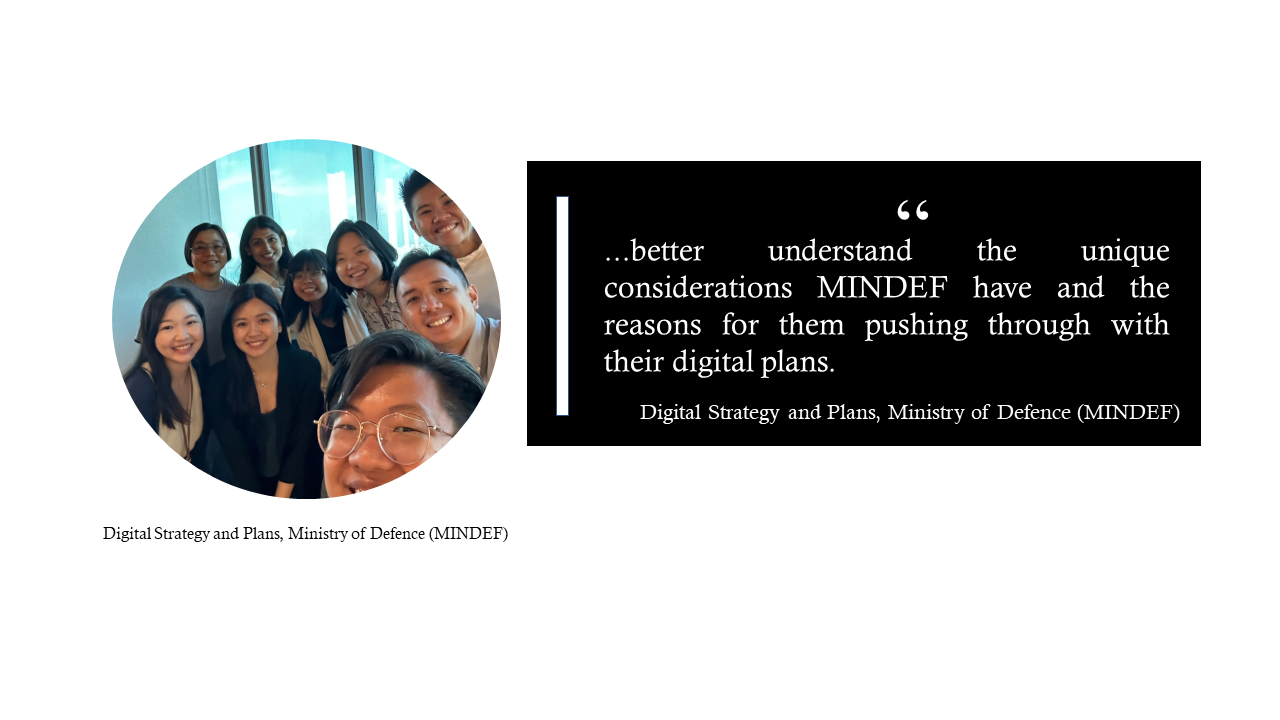 “
...better understand the unique
considerations MINDEF have and the
reasons for them pushing through with
their digital plans.
Digital Strategy and Plans, Ministry of Defence (MINDEF)
Digital Strategy and Plans, Ministry of Defence (MINDEF)